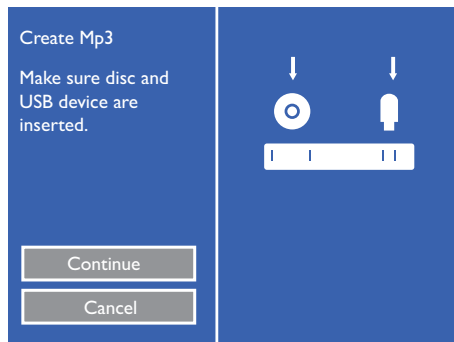 Create Mp3
Make sure disc and
USB device are
inserted.
Continue
Cancel